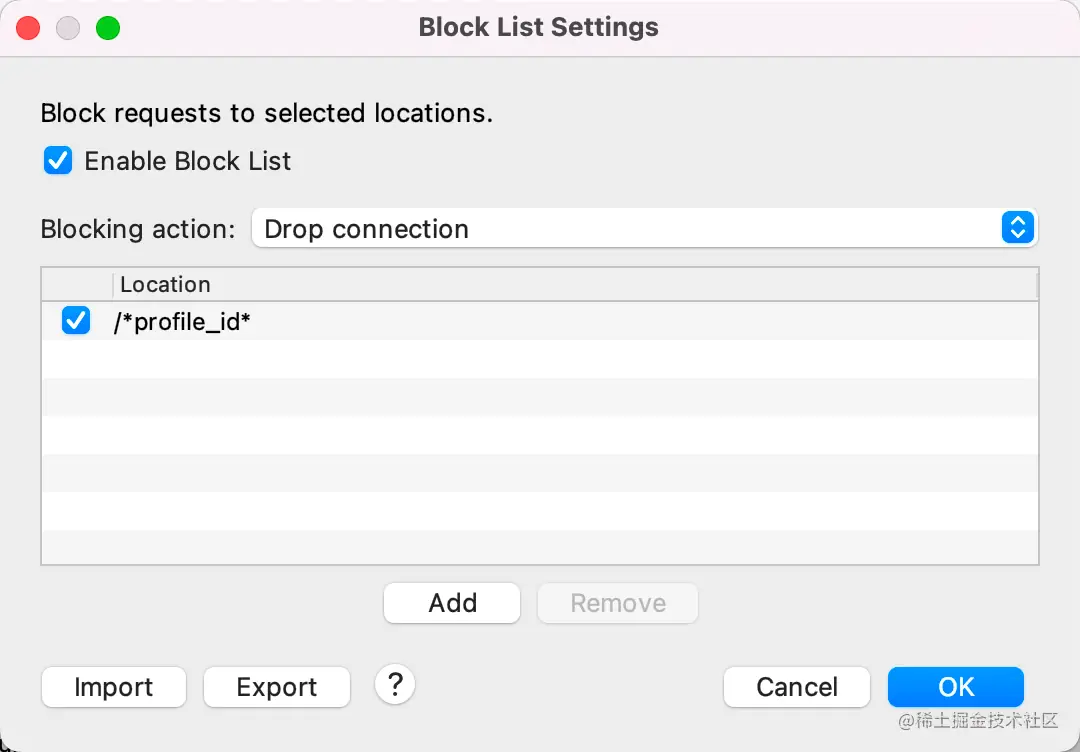 Block List Settings
Block requests to selected locations.
Enable Block List
Blocking action: Drop connection
Location
/*profile_id*
Add Remove
Import Export ? Cancel OK
@稀土掘金技术社区